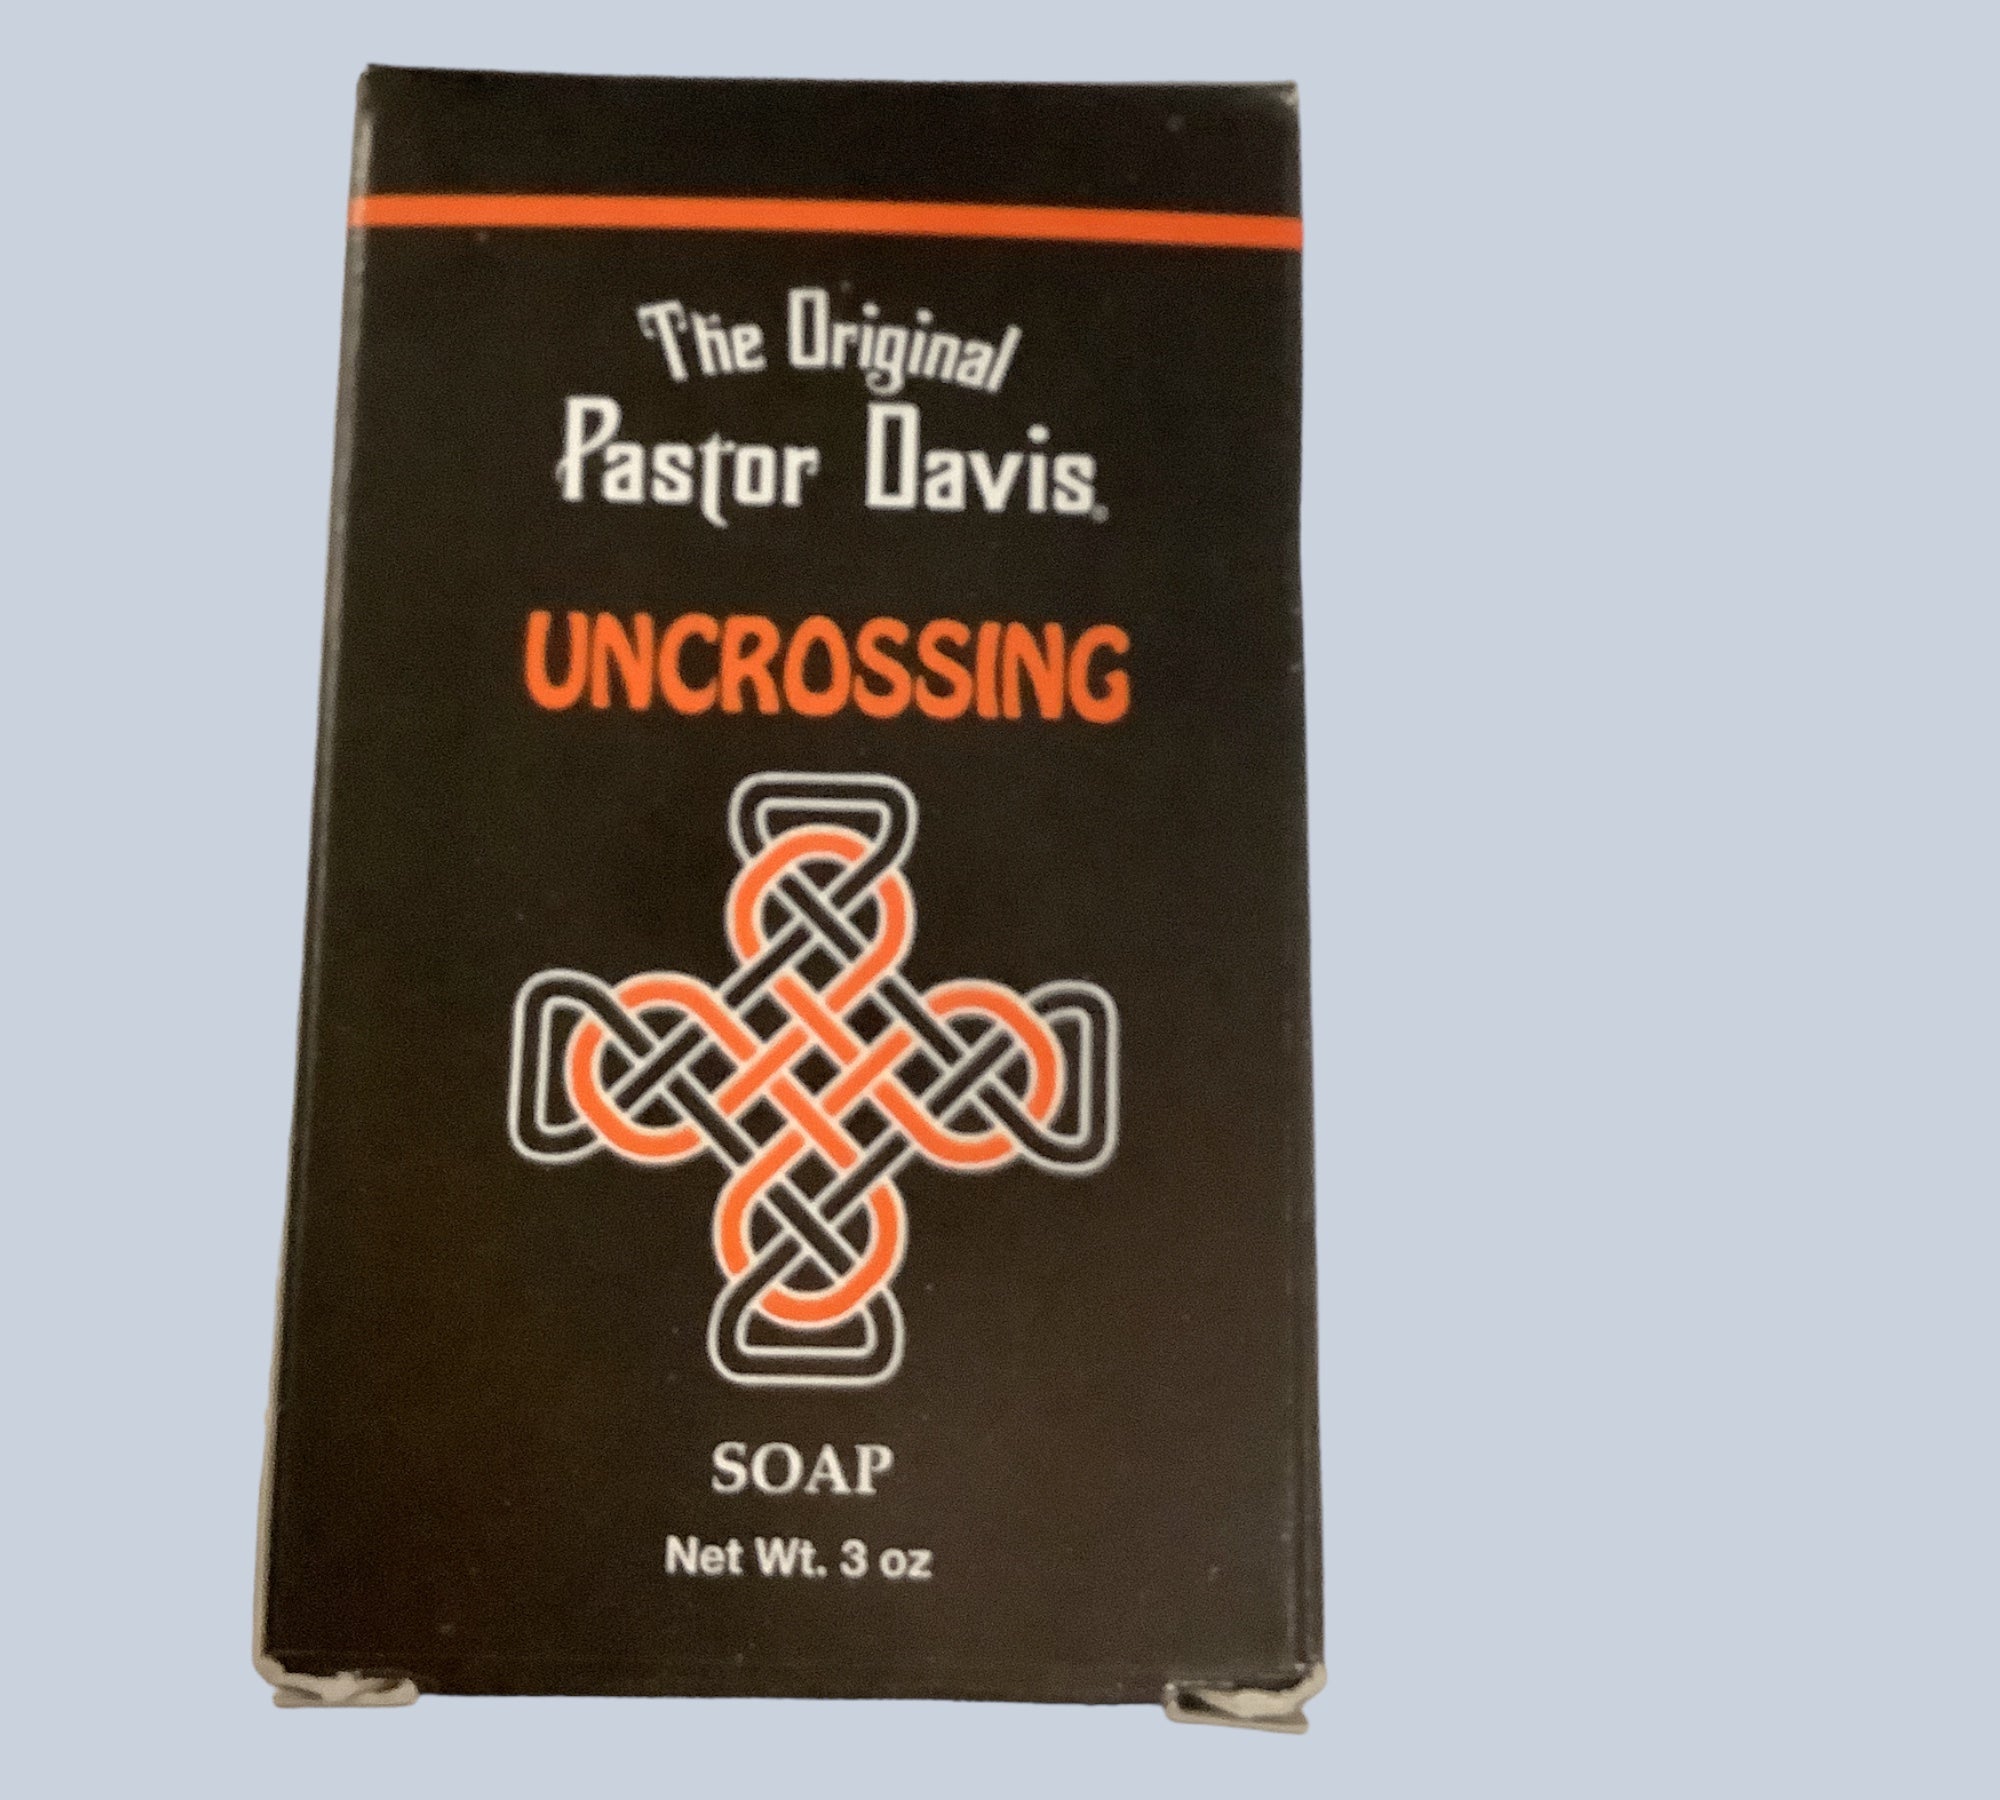 The Original
Pastor Davis®
UNCROSSING
SOAP
Net Wt. 3 oz